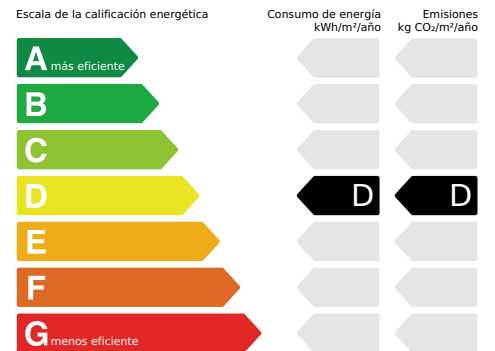 Escala de la calificación energética
Consumo de energía
kWh/m²/año
Emisiones
kg CO₂/m²/año
A más eficiente
B
C
D D D
E
F
G menos eficiente